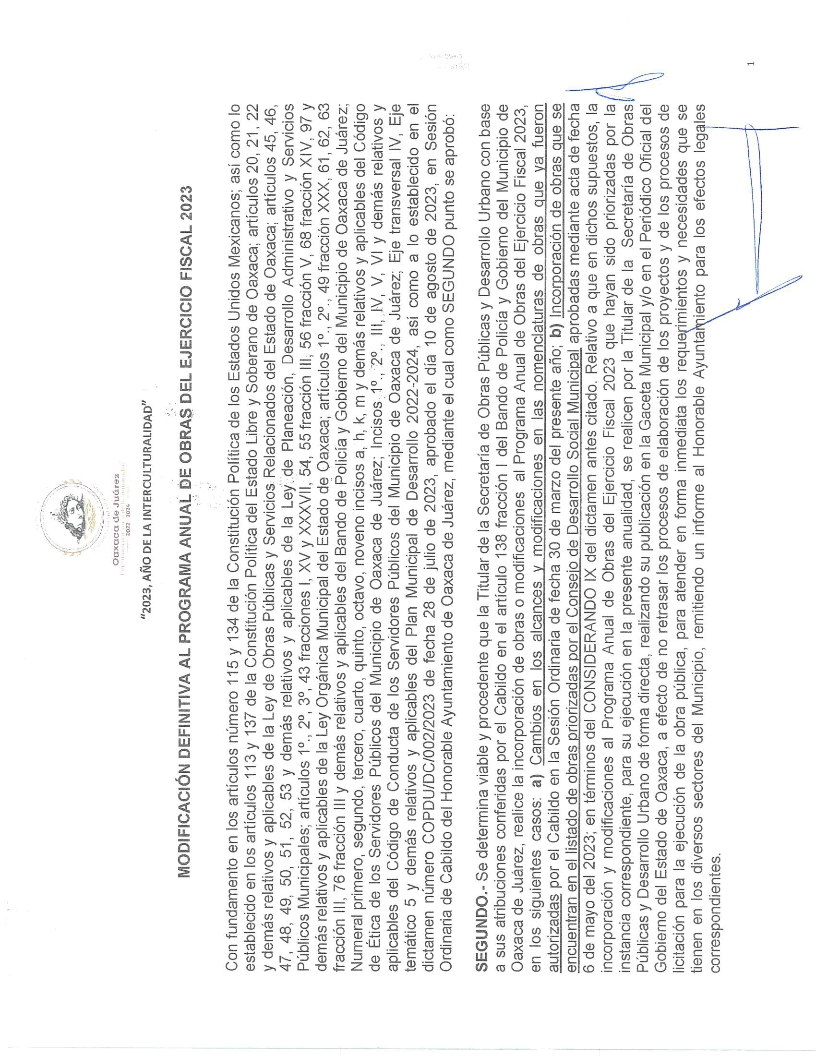 Oaxaca de Juárez
2022 - 2024
"2023, AÑO DE LA INTERCULTURALIDAD"
MODIFICACIÓN DEFINITIVA AL PROGRAMA ANUAL DE OBRAS DEL EJERCICIO FISCAL 2023
Con fundamento en los artículos número 115 y 134 de la Constitución Política de los Estados Unidos Mexicanos; así como lo
establecido en los artículos 113 y 137 de la Constitución Política del Estado Libre y Soberano de Oaxaca; artículos 20, 21, 22
y demás relativos y aplicables de la Ley de Obras Públicas y Servicios Relacionados del Estado de Oaxaca; artículos 45, 46,
47, 48, 49, 50, 51, 52, 53 y demás relativos y aplicables de la Ley de Planeación, Desarrollo Administrativo y Servicios
Públicos Municipales; artículos 1º., 2º, 3º, 43 fracciones I, XV y XXXVII, 54, 55 fracción III, 56 fracción V, 68 fracción XIV, 97 y
demás relativos y aplicables de la Ley Orgánica Municipal del Estado de Oaxaca; artículos 1º., 2º., 49 fracción XXX, 61, 62, 63
fracción III, 76 fracción III y demás relativos y aplicables del Bando de Policía y Gobierno del Municipio de Oaxaca de Juárez;
Numeral primero, segundo, tercero, cuarto, quinto, octavo, noveno incisos a, h, k, m y demás relativos y aplicables del Código
de Ética de los Servidores Públicos del Municipio de Oaxaca de Juárez; Incisos 1º., 2º., III, IV, V, VI y demás relativos y
aplicables del Código de Conducta de los Servidores Públicos del Municipio de Oaxaca de Juárez; Eje transversal IV, Eje
temático 5 y demás relativos y aplicables del Plan Municipal de Desarrollo 2022-2024, así como a lo establecido en el
dictamen número COPDU/DC/002/2023 de fecha 28 de julio de 2023, aprobado el día 10 de agosto de 2023, en Sesión
Ordinaria de Cabildo del Honorable Ayuntamiento de Oaxaca de Juárez, mediante el cual como SEGUNDO punto se aprobó:
SEGUNDO.- Se determina viable y procedente que la Titular de la Secretaría de Obras Públicas y Desarrollo Urbano con base
a sus atribuciones conferidas por el Cabildo en el artículo 138 fracción I del Bando de Policía y Gobierno del Municipio de
Oaxaca de Juárez, realice la incorporación de obras o modificaciones al Programa Anual de Obras del Ejercicio Fiscal 2023,
en los siguientes casos: a) Cambios en los alcances y modificaciones en las nomenclaturas de obras que ya fueron
autorizadas por el Cabildo en la Sesión Ordinaria de fecha 30 de marzo del presente año; b) Incorporación de obras que se
encuentran en el listado de obras priorizadas por el Consejo de Desarrollo Social Municipal aprobadas mediante acta de fecha
6 de mayo del 2023; en términos del CONSIDERANDO IX del dictamen antes citado. Relativo a que en dichos supuestos, la
incorporación y modificaciones al Programa Anual de Obras del Ejercicio Fiscal 2023 que hayan sido priorizadas por la
instancia correspondiente, para su ejecución en la presente anualidad, se realicen por la Titular de la Secretaría de Obras
Públicas y Desarrollo Urbano de forma directa, realizando su publicación en la Gaceta Municipal y/o en el Periódico Oficial del
Gobierno del Estado de Oaxaca, a efecto de no retrasar los procesos de elaboración de los proyectos y de los procesos de
licitación para la ejecución de la obra pública, para atender en forma inmediata los requerimientos y necesidades que se
tienen en los diversos sectores del Municipio, remitiendo un informe al Honorable Ayuntamiento para los efectos legales
correspondientes.
1